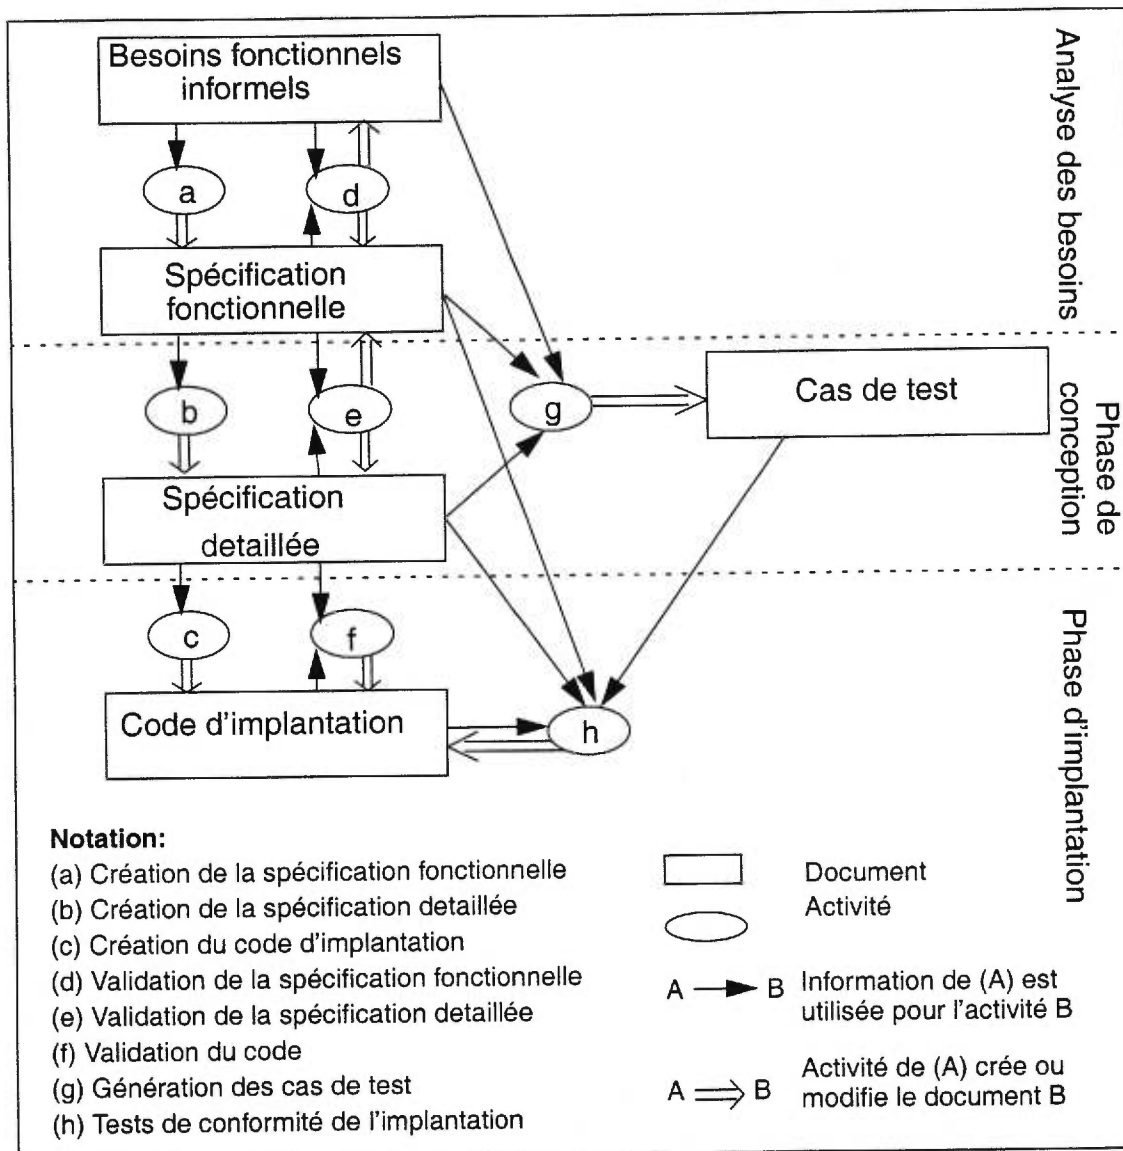 Besoins fonctionnels
informels
Analyse des besoins
a
d
Spécification
fonctionnelle
b
e
g
Cas de test
Phase de
conception
Spécification
detaillée
c
f
Phase d'implantation
Code d'implantation
h
Notation:
(a) Création de la spécification fonctionnelle
(b) Création de la spécification detaillée
(c) Création du code d'implantation
(d) Validation de la spécification fonctionnelle
(e) Validation de la spécification detaillée
(f) Validation du code
(g) Génération des cas de test
(h) Tests de conformité de l'implantation
Document
Activité
A B Information de (A) est
utilisée pour l'activité B
A B Activité de (A) crée ou
modifie le document B